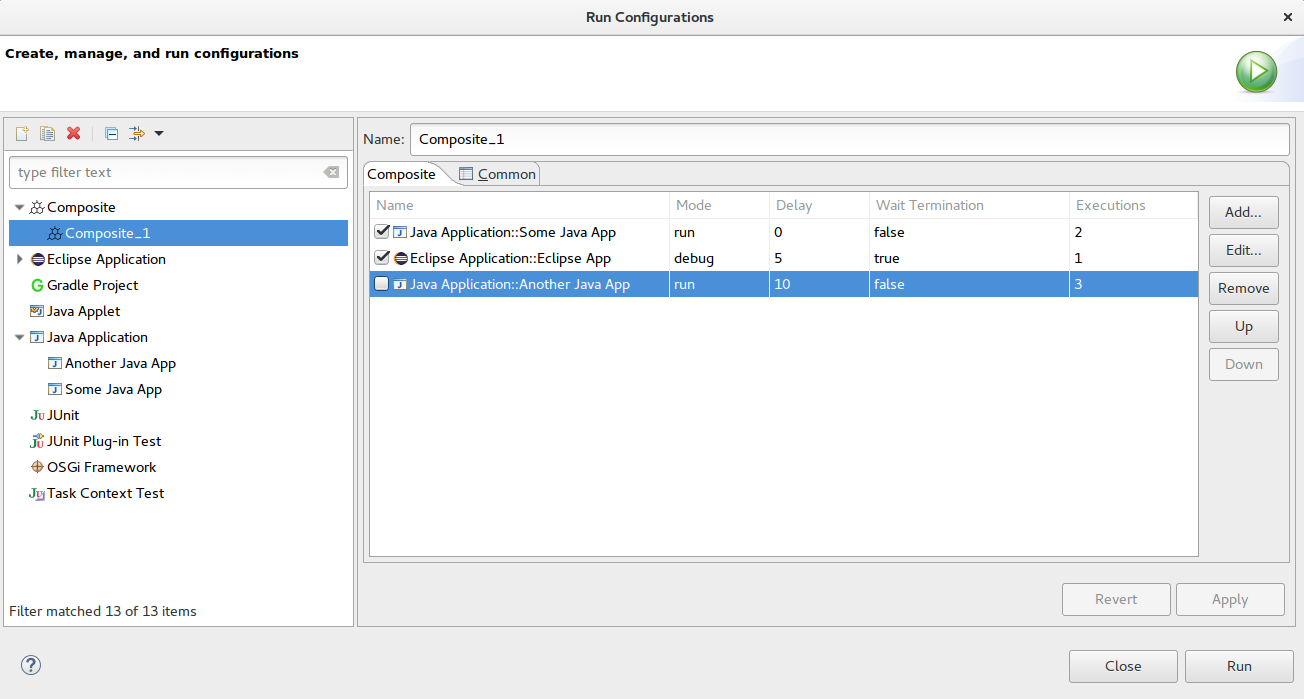 Run Configurations
Create, manage, and run configurations
type filter text
Composite
Composite_1
Eclipse Application
Gradle Project
Java Applet
Java Application
Another Java App
Some Java App
JUnit
JUnit Plug-in Test
OSGi Framework
Task Context Test
Filter matched 13 of 13 items
Name: Composite_1
Composite Common
Name Mode Delay Wait Termination Executions
Java Application::Some Java App run 0 false 2
Eclipse Application::Eclipse App debug 5 true 1
Java Application::Another Java App run 10 false 3
Add...
Edit...
Remove
Up
Down
Revert Apply
Close Run